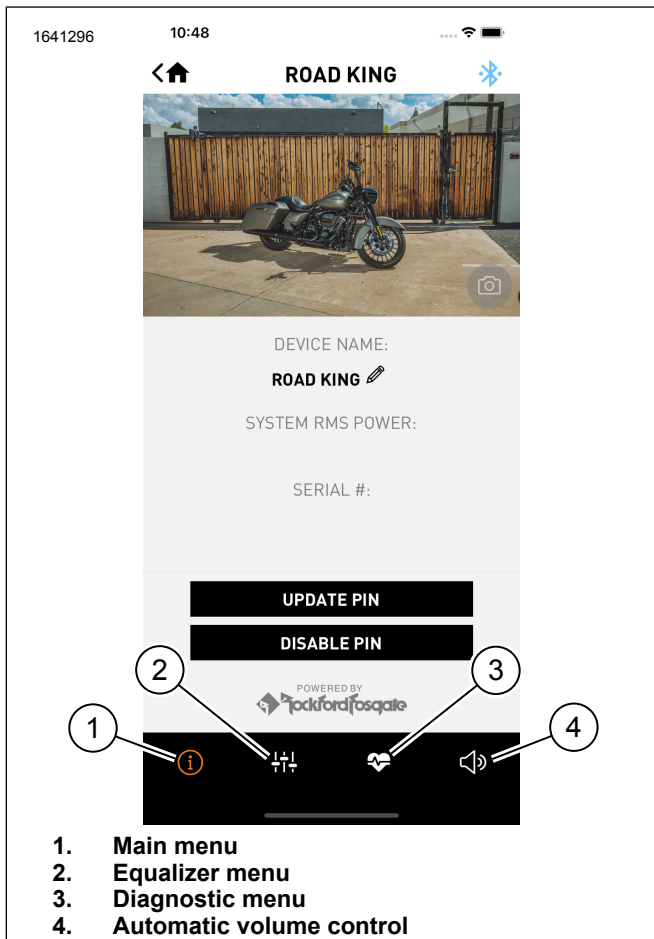 1641296
10:48
ROAD KING
DEVICE NAME:
ROAD KING
SYSTEM RMS POWER:
SERIAL #:
UPDATE PIN
DISABLE PIN
POWERED BY
Rockford Fosgate
1
2
3
4
1. Main menu
2. Equalizer menu
3. Diagnostic menu
4. Automatic volume control